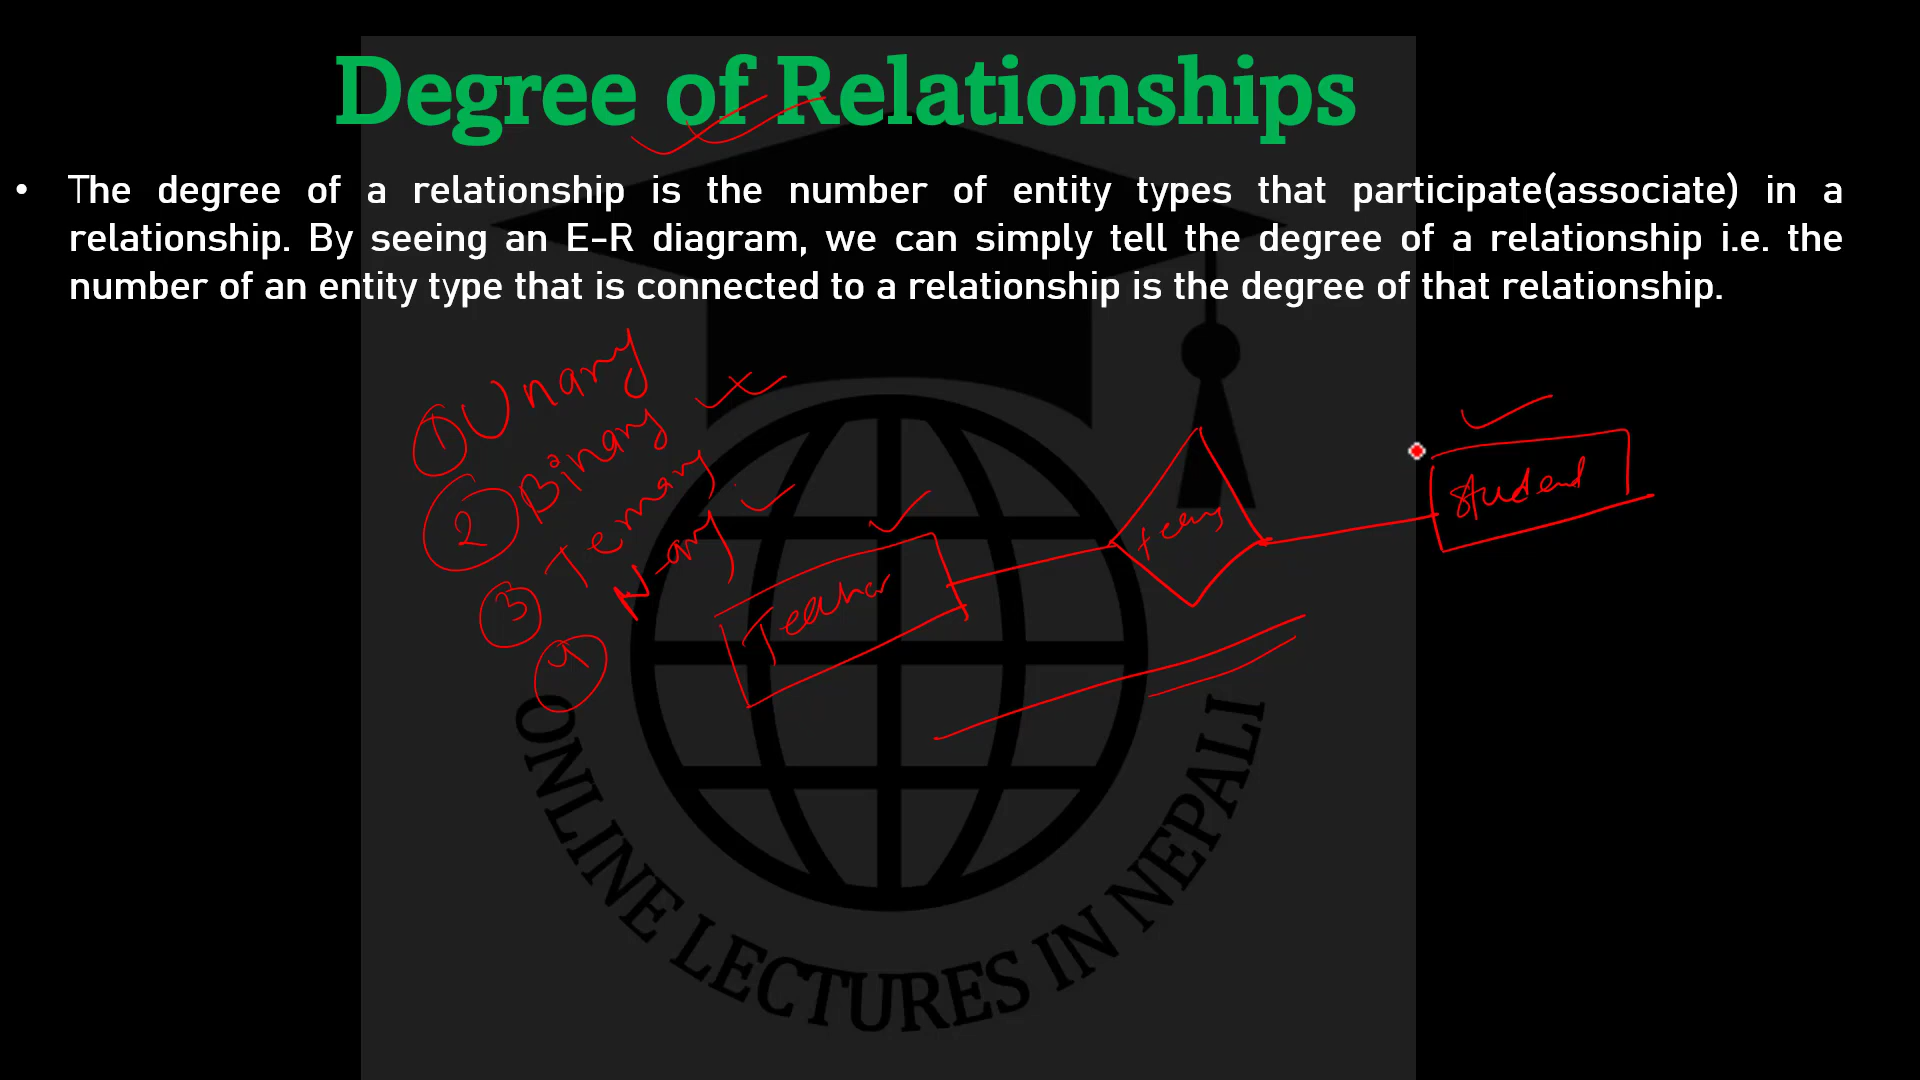 Degree of Relationships
• The degree of a relationship is the number of entity types that participate(associate) in a
relationship. By seeing an E-R diagram, we can simply tell the degree of a relationship i.e. the
number of an entity type that is connected to a relationship is the degree of that relationship.
1 Unary
2 Binary
3 Ternary
4 N-ary
Teacher
Student
ONLINE LECTURES IN NEPALI